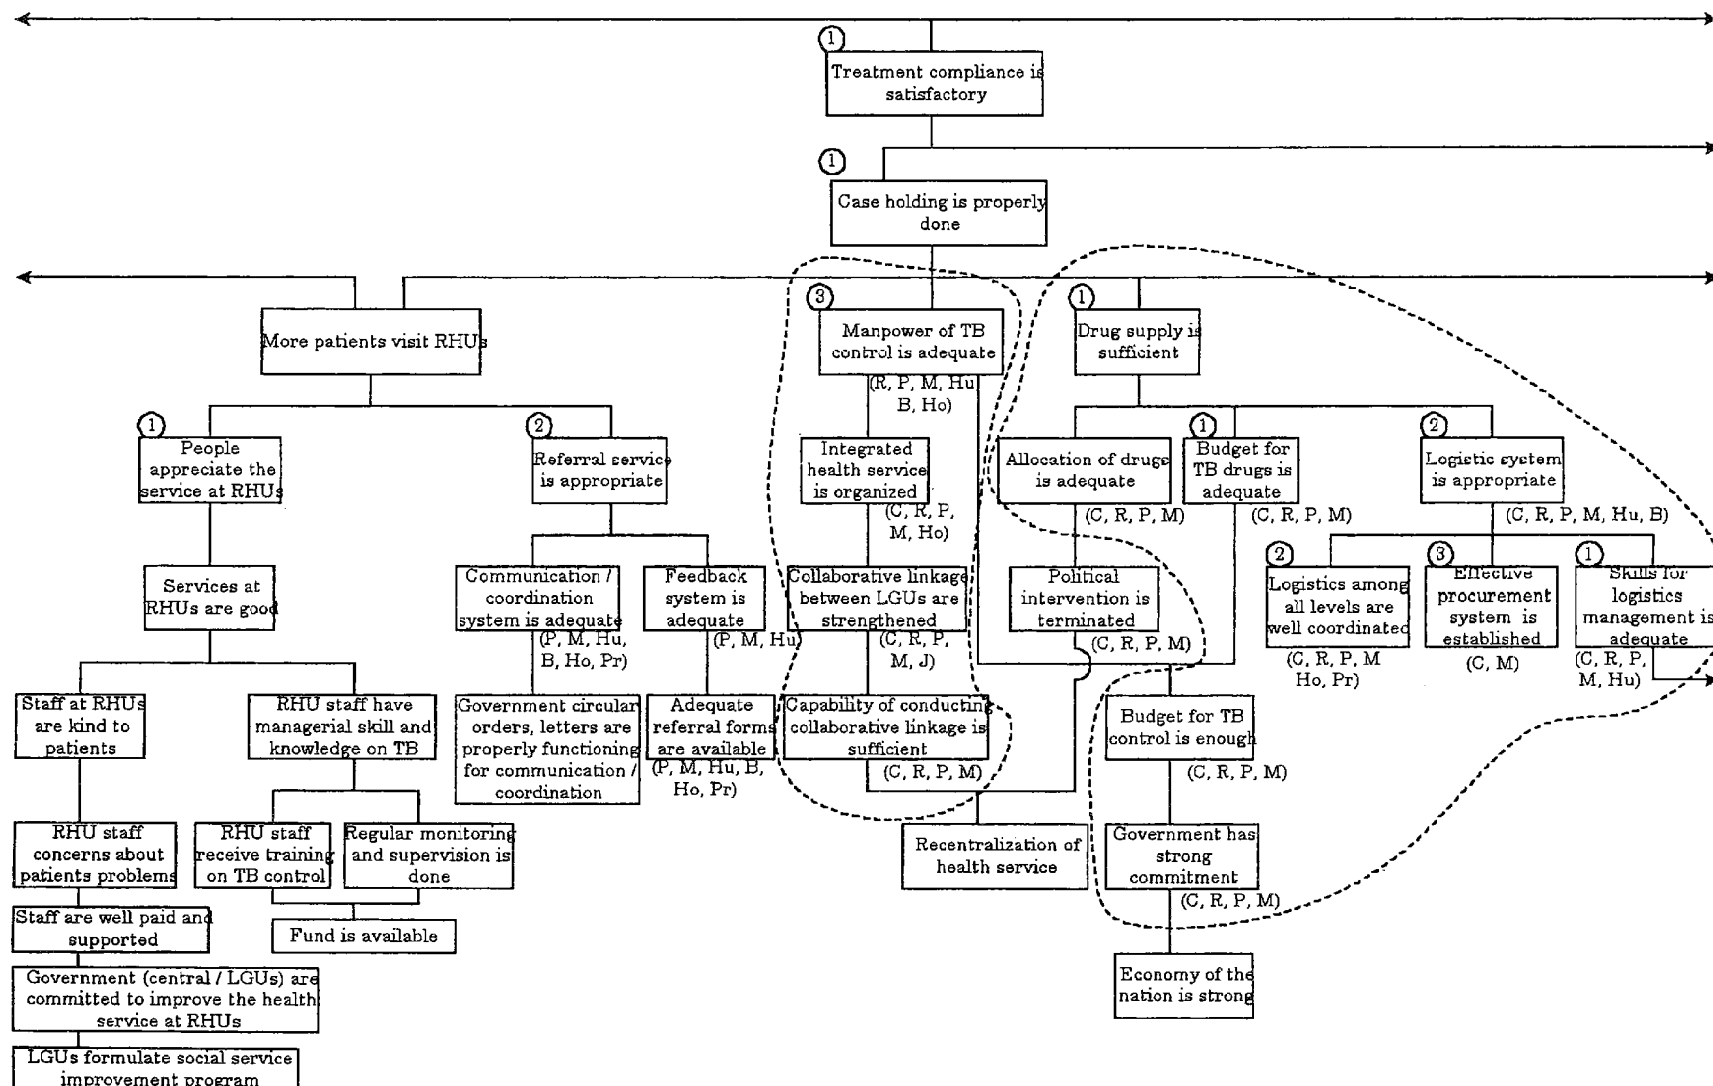 1
Treatment compliance is
satisfactory
1
Case holding is properly
done
More patients visit RHUs
3
Manpower of TB
control is adequate
(R, P, M, Hu
B, Ho)
1
Drug supply is
sufficient
1
People
appreciate the
service at RHUs
2
Referral service
is appropriate
Integrated
health service
is organized
(C, R, P,
M, Ho)
Allocation of drugs
is adequate
(C, R, P, M)
1
Budget for
TB drugs is
adequate
(C, R, P, M)
2
Logistic system
is appropriate
(C, R, P, M, Hu, B)
Services at
RHUs are good
Communication /
coordination
system is adequate
(P, M, Hu,
B, Ho, Pr)
Feedback
system is
adequate
(P, M, Hu)
Collaborative linkage
between LGUs are
strengthened
(C, R, P,
M, J)
Political
intervention is
terminated
(C, R, P, M)
2
Logistics among
all levels are
well coordinated
(C, R, P, M
Ho, Pr)
3
Effective
procurement
system is
established
(C, M)
1
Skills for
logistics
management is
adequate
(C, R, P,
M, Hu)
Staff at RHUs
are kind to
patients
RHU staff have
managerial skill and
knowledge on TB
Government circular
orders, letters are
properly functioning
for communication /
coordination
Adequate
referral forms
are available
(P, M, Hu, B,
Ho, Pr)
Capability of conducting
collaborative linkage is
sufficient
(C, R, P, M)
Budget for TB
control is enough
(C, R, P, M)
RHU staff
concerns about
patients problems
RHU staff
receive training
on TB control
Regular monitoring
and supervision is
done
Recentralization of
health service
Government has
strong
commitment
(C, R, P, M)
Staff are well paid and
supported
Fund is available
Economy of the
nation is strong
Government (central / LGUs) are
committed to improve the health
service at RHUs
LGUs formulate social service
improvement program